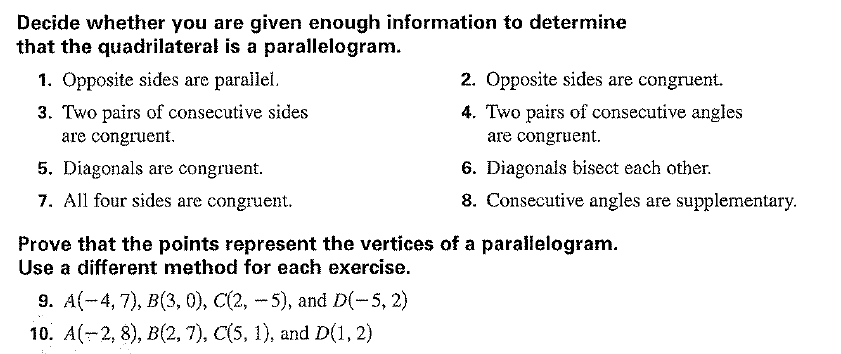 Decide whether you are given enough information to determine
that the quadrilateral is a parallelogram.
1. Opposite sides are parallel.
2. Opposite sides are congruent.
3. Two pairs of consecutive sides
are congruent.
4. Two pairs of consecutive angles
are congruent.
5. Diagonals are congruent.
6. Diagonals bisect each other.
7. All four sides are congruent.
8. Consecutive angles are supplementary.
Prove that the points represent the vertices of a parallelogram.
Use a different method for each exercise.
9. A(−4, 7), B(3, 0), C(2, −5), and D(−5, 2)
10. A(−2, 8), B(2, 7), C(5, 1), and D(1, 2)